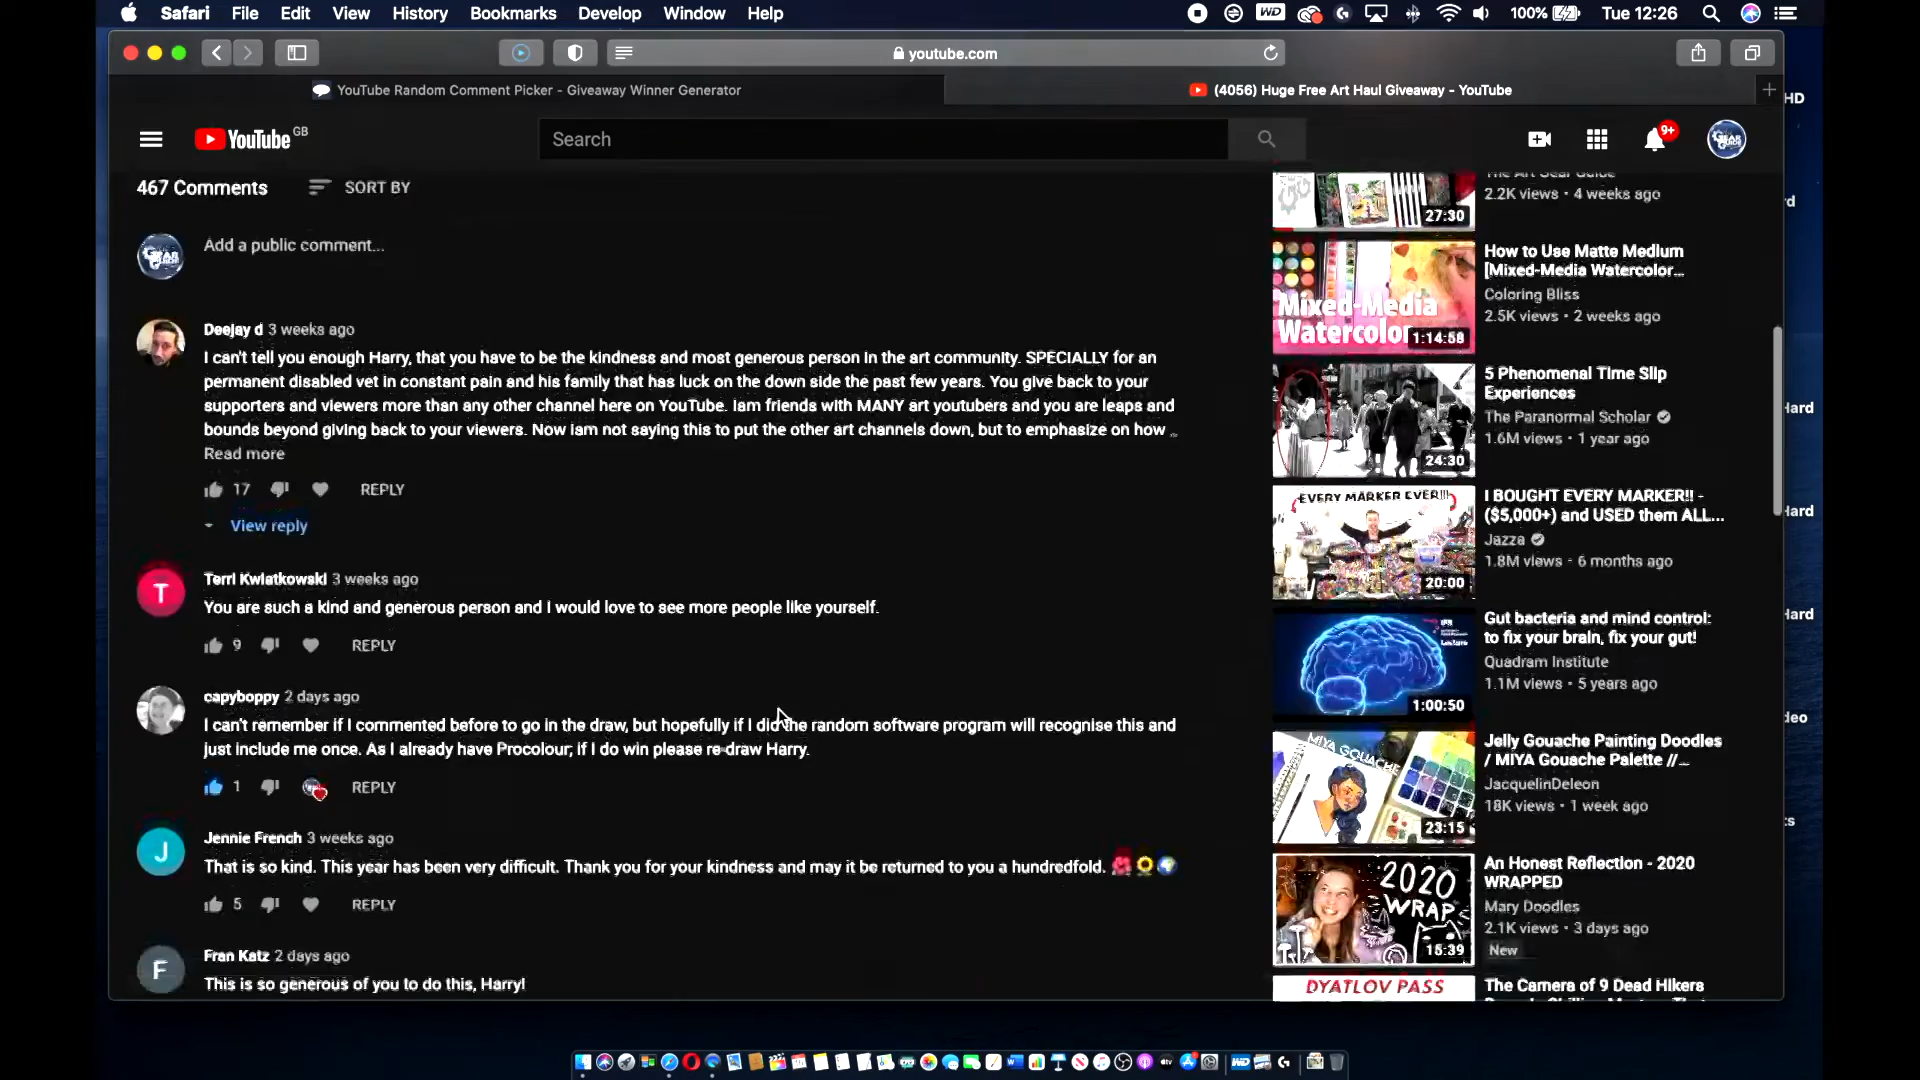 Safari File Edit View History Bookmarks Develop Window Help
WD
100%
Tue 12:26
youtube.com
YouTube Random Comment Picker - Giveaway Winner Generator
(4056) Huge Free Art Haul Giveaway - YouTube
YouTube GB
Search
9+
467 Comments
SORT BY
Add a public comment...
Deejay d 3 weeks ago
I can't tell you enough Harry, that you have to be the kindness and most generous person in the art community. SPECIALLY for an
permanent disabled vet in constant pain and his family that has luck on the down side the past few years. You give back to your
supporters and viewers more than any other channel here on YouTube. Iam friends with MANY art youtubers and you are leaps and
bounds beyond giving back to your viewers. Now iam not saying this to put the other art channels down, but to emphasize on how ...
Read more
17
REPLY
View reply
T
Terri Kwiatkowski 3 weeks ago
You are such a kind and generous person and I would love to see more people like yourself.
9
REPLY
capyboppy 2 days ago
I can't remember if I commented before to go in the draw, but hopefully if I did the random software program will recognise this and
just include me once. As I already have Procolour, if I do win please re-draw Harry.
1
REPLY
J
Jennie French 3 weeks ago
That is so kind. This year has been very difficult. Thank you for your kindness and may it be returned to you a hundredfold.
5
REPLY
F
Fran Katz 2 days ago
This is so generous of you to do this, Harry!
The Art Gear Guide
2.2K views • 4 weeks ago
27:30
How to Use Matte Medium
[Mixed-Media Watercolor...
Coloring Bliss
2.5K views • 2 weeks ago
Mixed-Media
Watercolor
1:14:58
5 Phenomenal Time Slip
Experiences
The Paranormal Scholar
1.6M views • 1 year ago
24:30
EVERY MARKER EVER!!!
I BOUGHT EVERY MARKER!! -
($5,000+) and USED them ALL...
Jazza
1.8M views • 6 months ago
20:00
Gut bacteria and mind control:
to fix your brain, fix your gut!
Quadram Institute
1.1M views • 5 years ago
1:00:50
MIYA GOUACHE
Jelly Gouache Painting Doodles
/ MIYA Gouache Palette //...
JacquelinDeleon
18K views • 1 week ago
23:15
2020
WRAP
An Honest Reflection - 2020
WRAPPED
Mary Doodles
2.1K views • 3 days ago
15:39
New
DYATLOV PASS
The Camera of 9 Dead Hikers
HD
rd
Hard
Hard
Hard
deo
ts